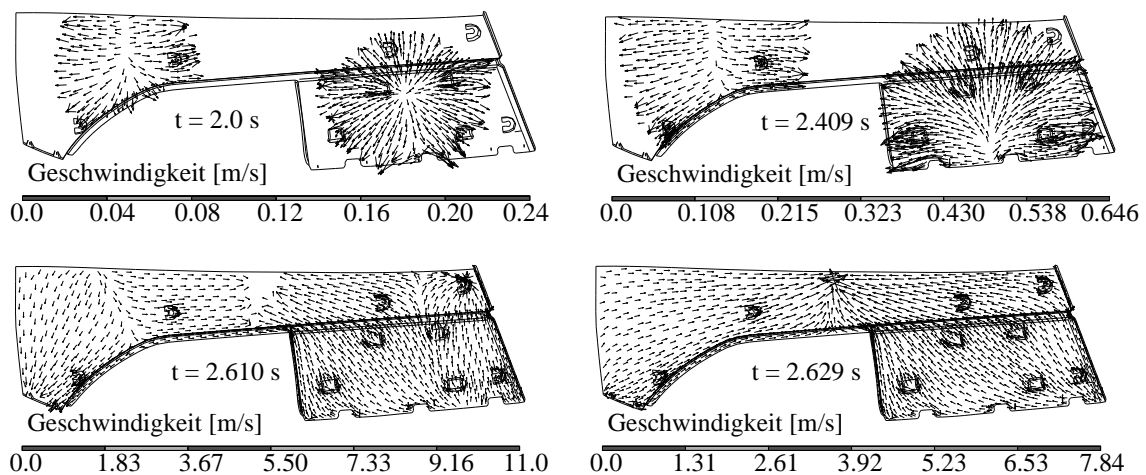 t = 2.0 s
Geschwindigkeit [m/s]
0.0 0.04 0.08 0.12 0.16 0.20 0.24
t = 2.409 s
Geschwindigkeit [m/s]
0.0 0.108 0.215 0.323 0.430 0.538 0.646
t = 2.610 s
Geschwindigkeit [m/s]
0.0 1.83 3.67 5.50 7.33 9.16 11.0
t = 2.629 s
Geschwindigkeit [m/s]
0.0 1.31 2.61 3.92 5.23 6.53 7.84